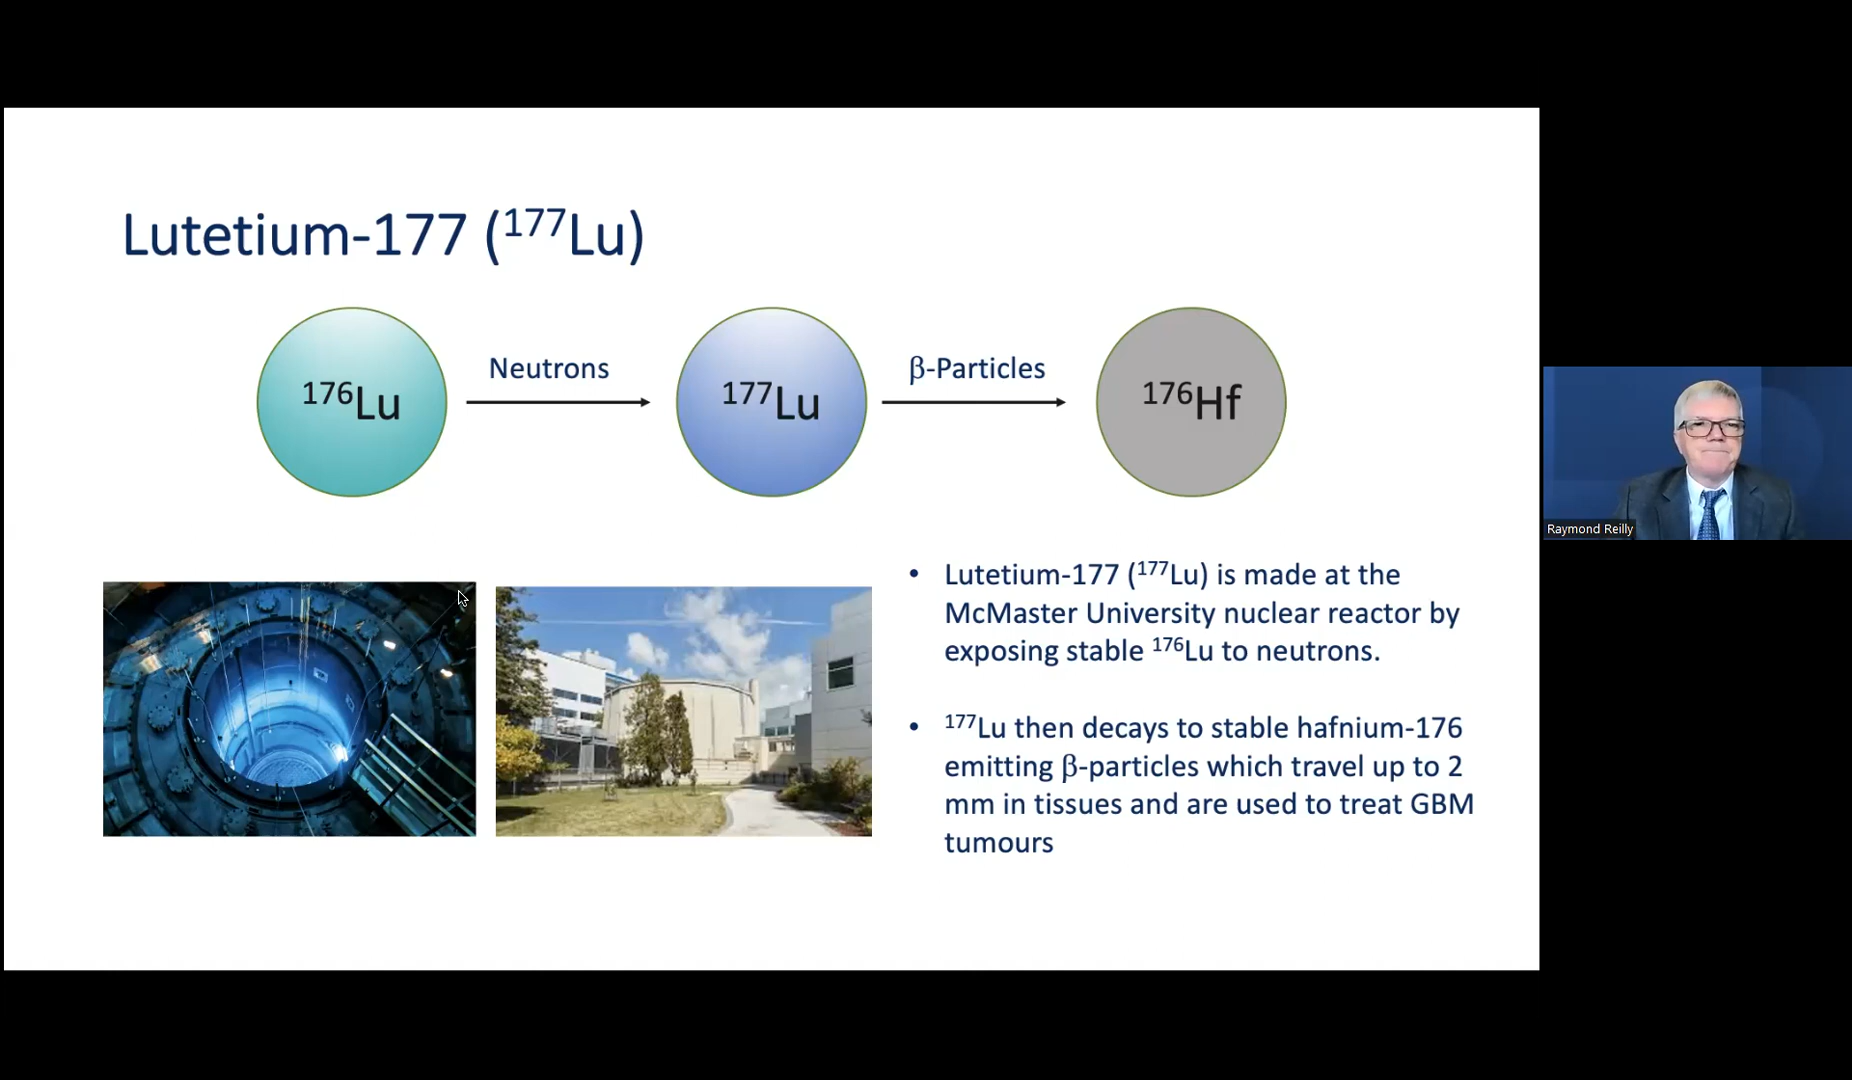 Lutetium-177 (¹⁷⁷Lu)
¹⁷⁶Lu
Neutrons
¹⁷⁷Lu
β-Particles
¹⁷⁶Hf
• Lutetium-177 (¹⁷⁷Lu) is made at the
McMaster University nuclear reactor by
exposing stable ¹⁷⁶Lu to neutrons.
• ¹⁷⁷Lu then decays to stable hafnium-176
emitting β-particles which travel up to 2
mm in tissues and are used to treat GBM
tumours
Raymond Reilly